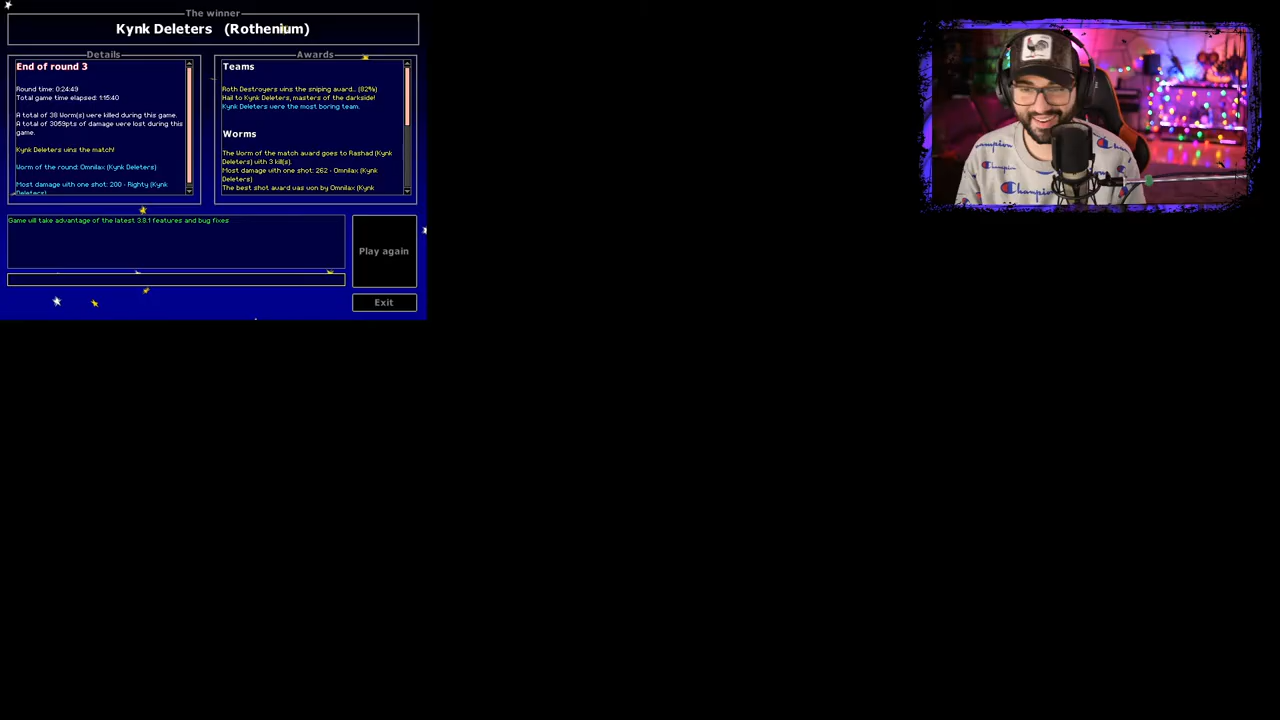 The winner
Kynk Deleters (Rothenium)
Details
End of round 3
Round time: 0:24:49
Total game time elapsed: 1:15:40
A total of 38 Worm(s) were killed during this game.
A total of 3059pts of damage were lost during this
game.
Kynk Deleters wins the match!
Worm of the round: Omnilax (Kynk Deleters)
Most damage with one shot: 200 - Righty (Kynk
Deleters)
Awards
Teams
Roth Destroyers wins the sniping award.. (82%)
Hail to Kynk Deleters, masters of the darkside!
Kynk Deleters were the most boring team.
Worms
The Worm of the match award goes to Rashad (Kynk
Deleters) with 3 kill(s).
Most damage with one shot: 262 - Omnilax (Kynk
Deleters)
The best shot award was won by Omnilax (Kynk
Game will take advantage of the latest 3.8.1 features and bug fixes
Play again
Exit
Champion
Champion
Champion